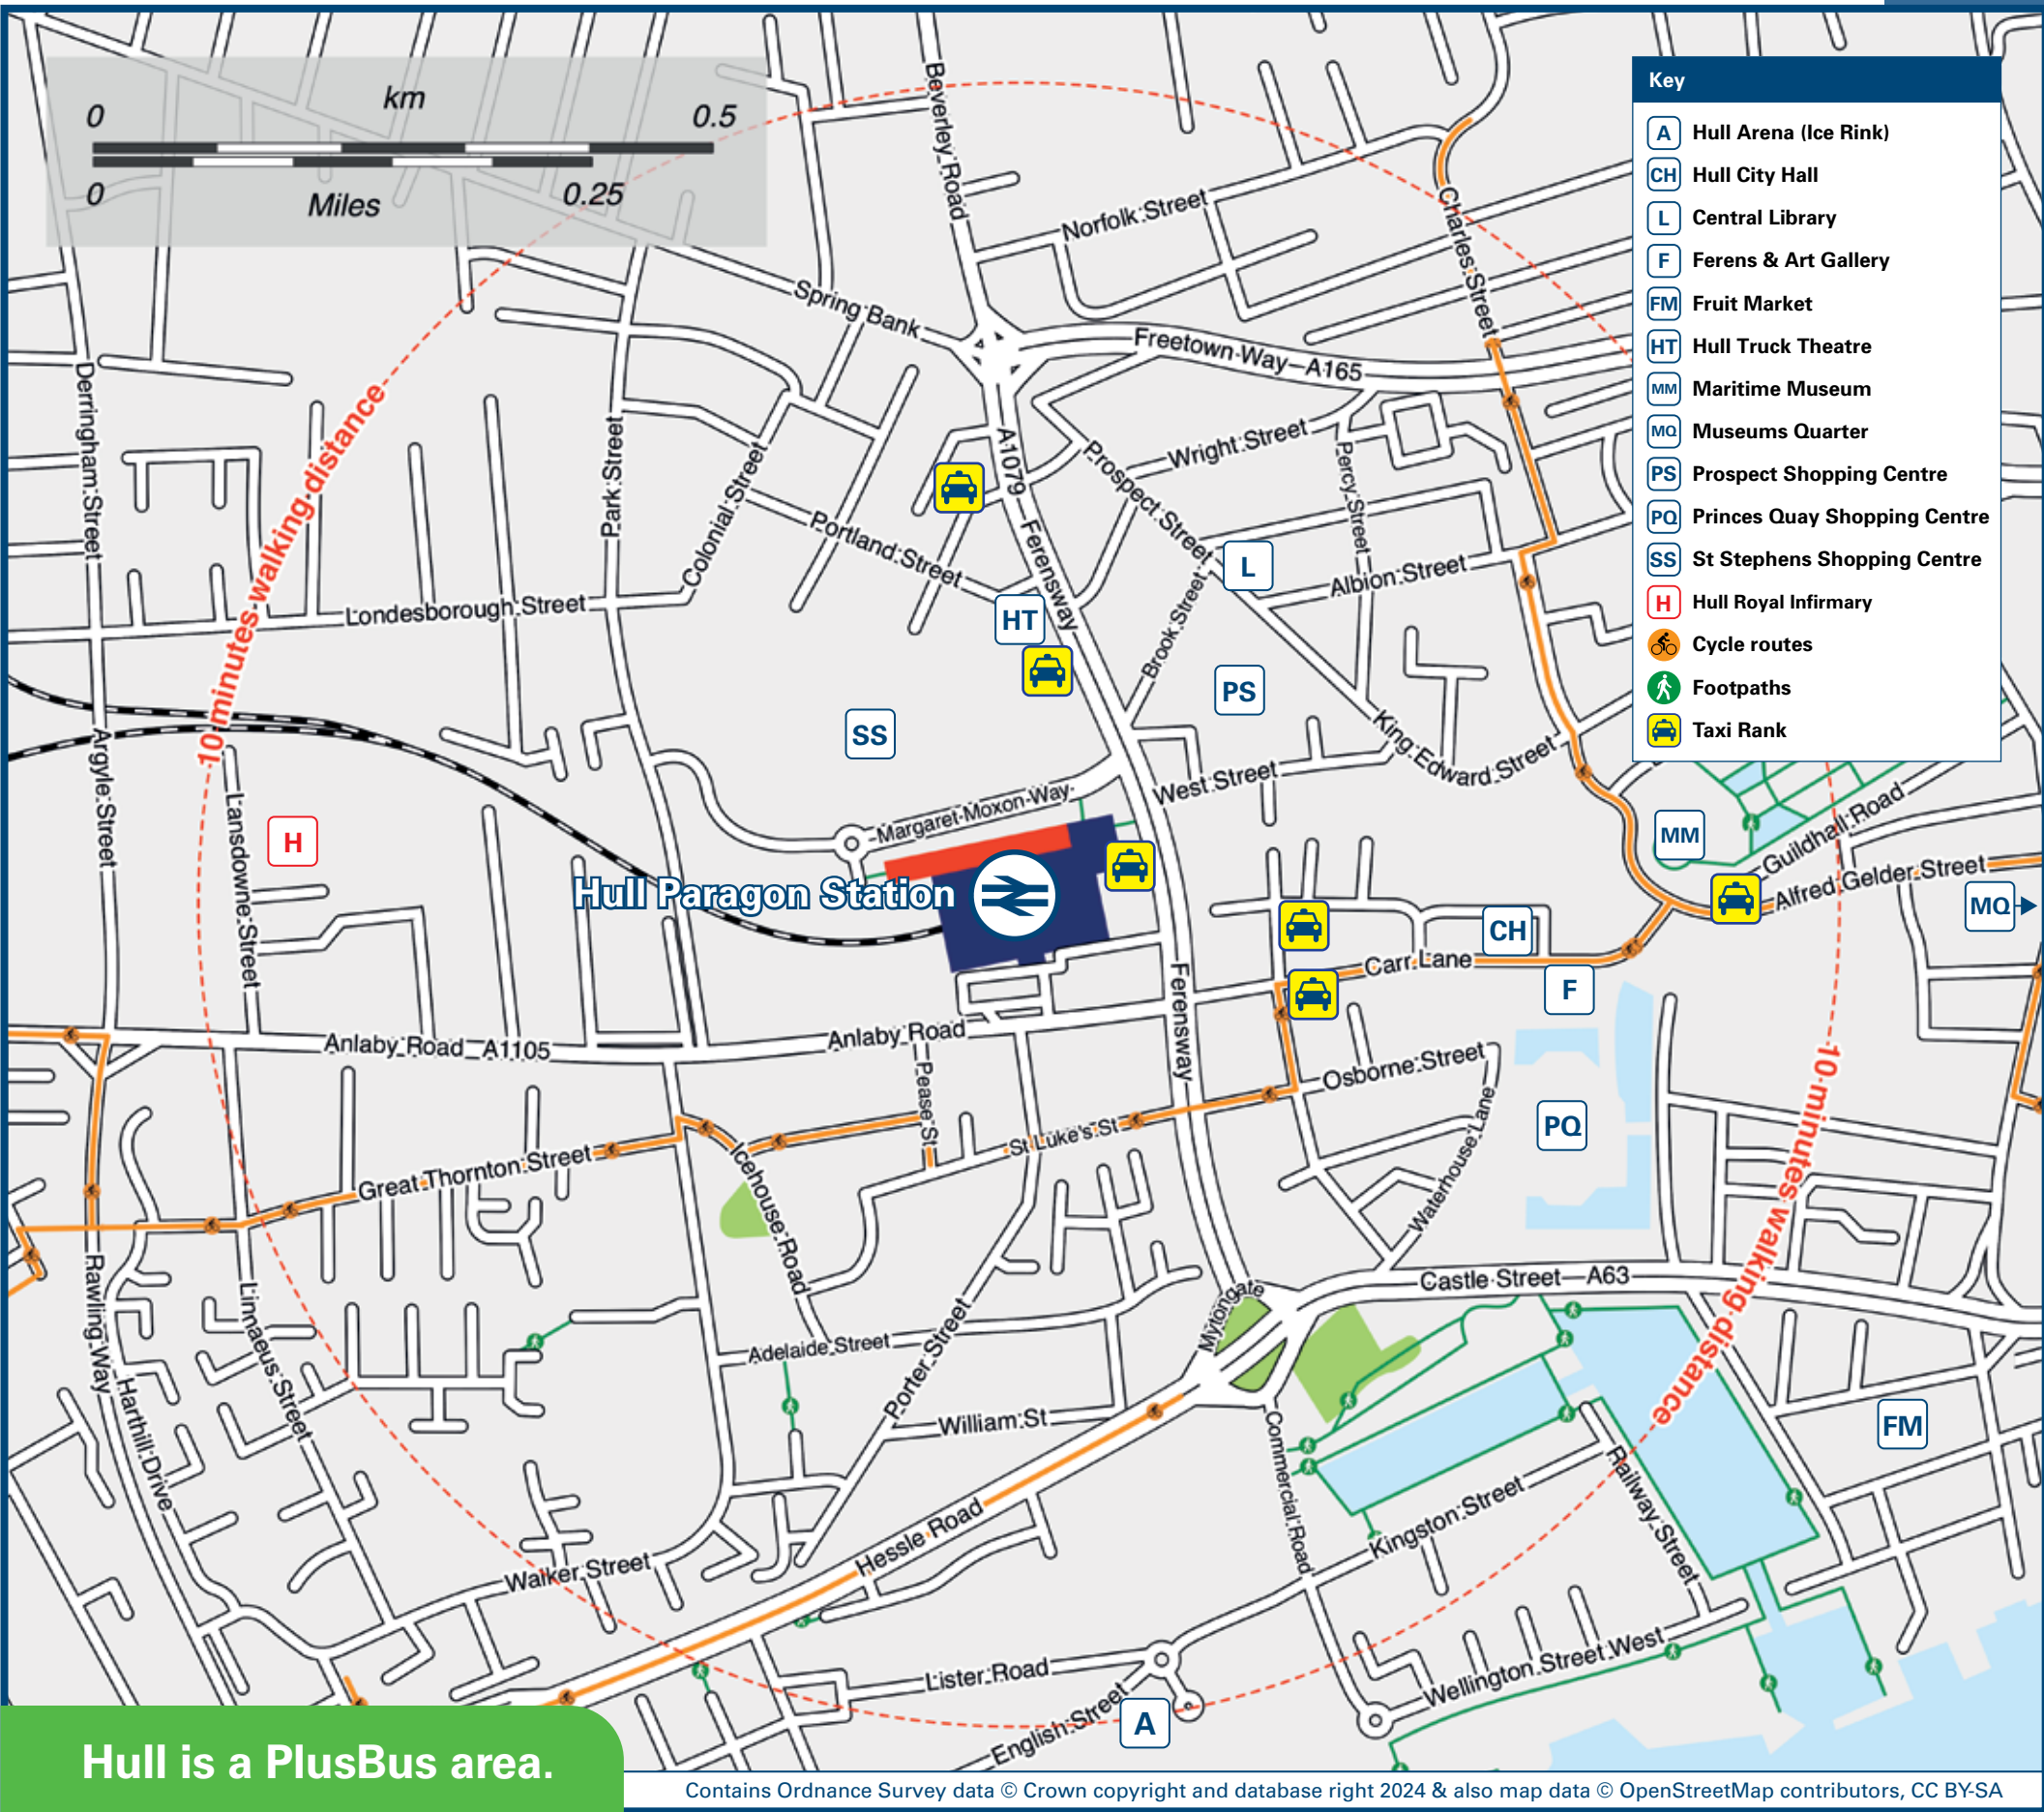 km
0
0.5
0
0.25
Miles
Key
A Hull Arena (Ice Rink)
CH Hull City Hall
L Central Library
F Ferens & Art Gallery
FM Fruit Market
HT Hull Truck Theatre
MM Maritime Museum
MQ Museums Quarter
PS Prospect Shopping Centre
PQ Princes Quay Shopping Centre
SS St Stephens Shopping Centre
H Hull Royal Infirmary
Cycle routes
Footpaths
Taxi Rank
Beverley Road
Norfolk Street
Charles Street
Spring Bank
Freetown Way A165
Derringham Street
10 minutes walking distance
Park Street
Colonial Street
A1079
Prospect Street
Wright Street
Percy Street
Portland Street
Ferensway
L
Albion Street
Londesborough Street
HT
Brook Street
PS
SS
King Edward Street
Argyle Street
West Street
Margaret Moxon Way
Lansdowne Street
H
MM
Guildhall Road
Alfred Gelder Street
Hull Paragon Station
MQ
CH
Carr Lane
F
Ferensway
Anlaby Road A1105
Anlaby Road
Pease St
Osborne Street
10 minutes walking distance
St Luke's St
PQ
Waterhouse Lane
Great Thornton Street
Icehouse Road
Rawling Way
Linnaeus Street
Castle Street A63
Mytongate
Adelaide Street
Porter Street
Harthill Drive
William St
Commercial Road
FM
Railway Street
Kingston Street
Hessle Road
Walker Street
Lister Road
Wellington Street West
English Street
A
Hull is a PlusBus area.
Contains Ordnance Survey data © Crown copyright and database right 2024 & also map data © OpenStreetMap contributors, CC BY-SA